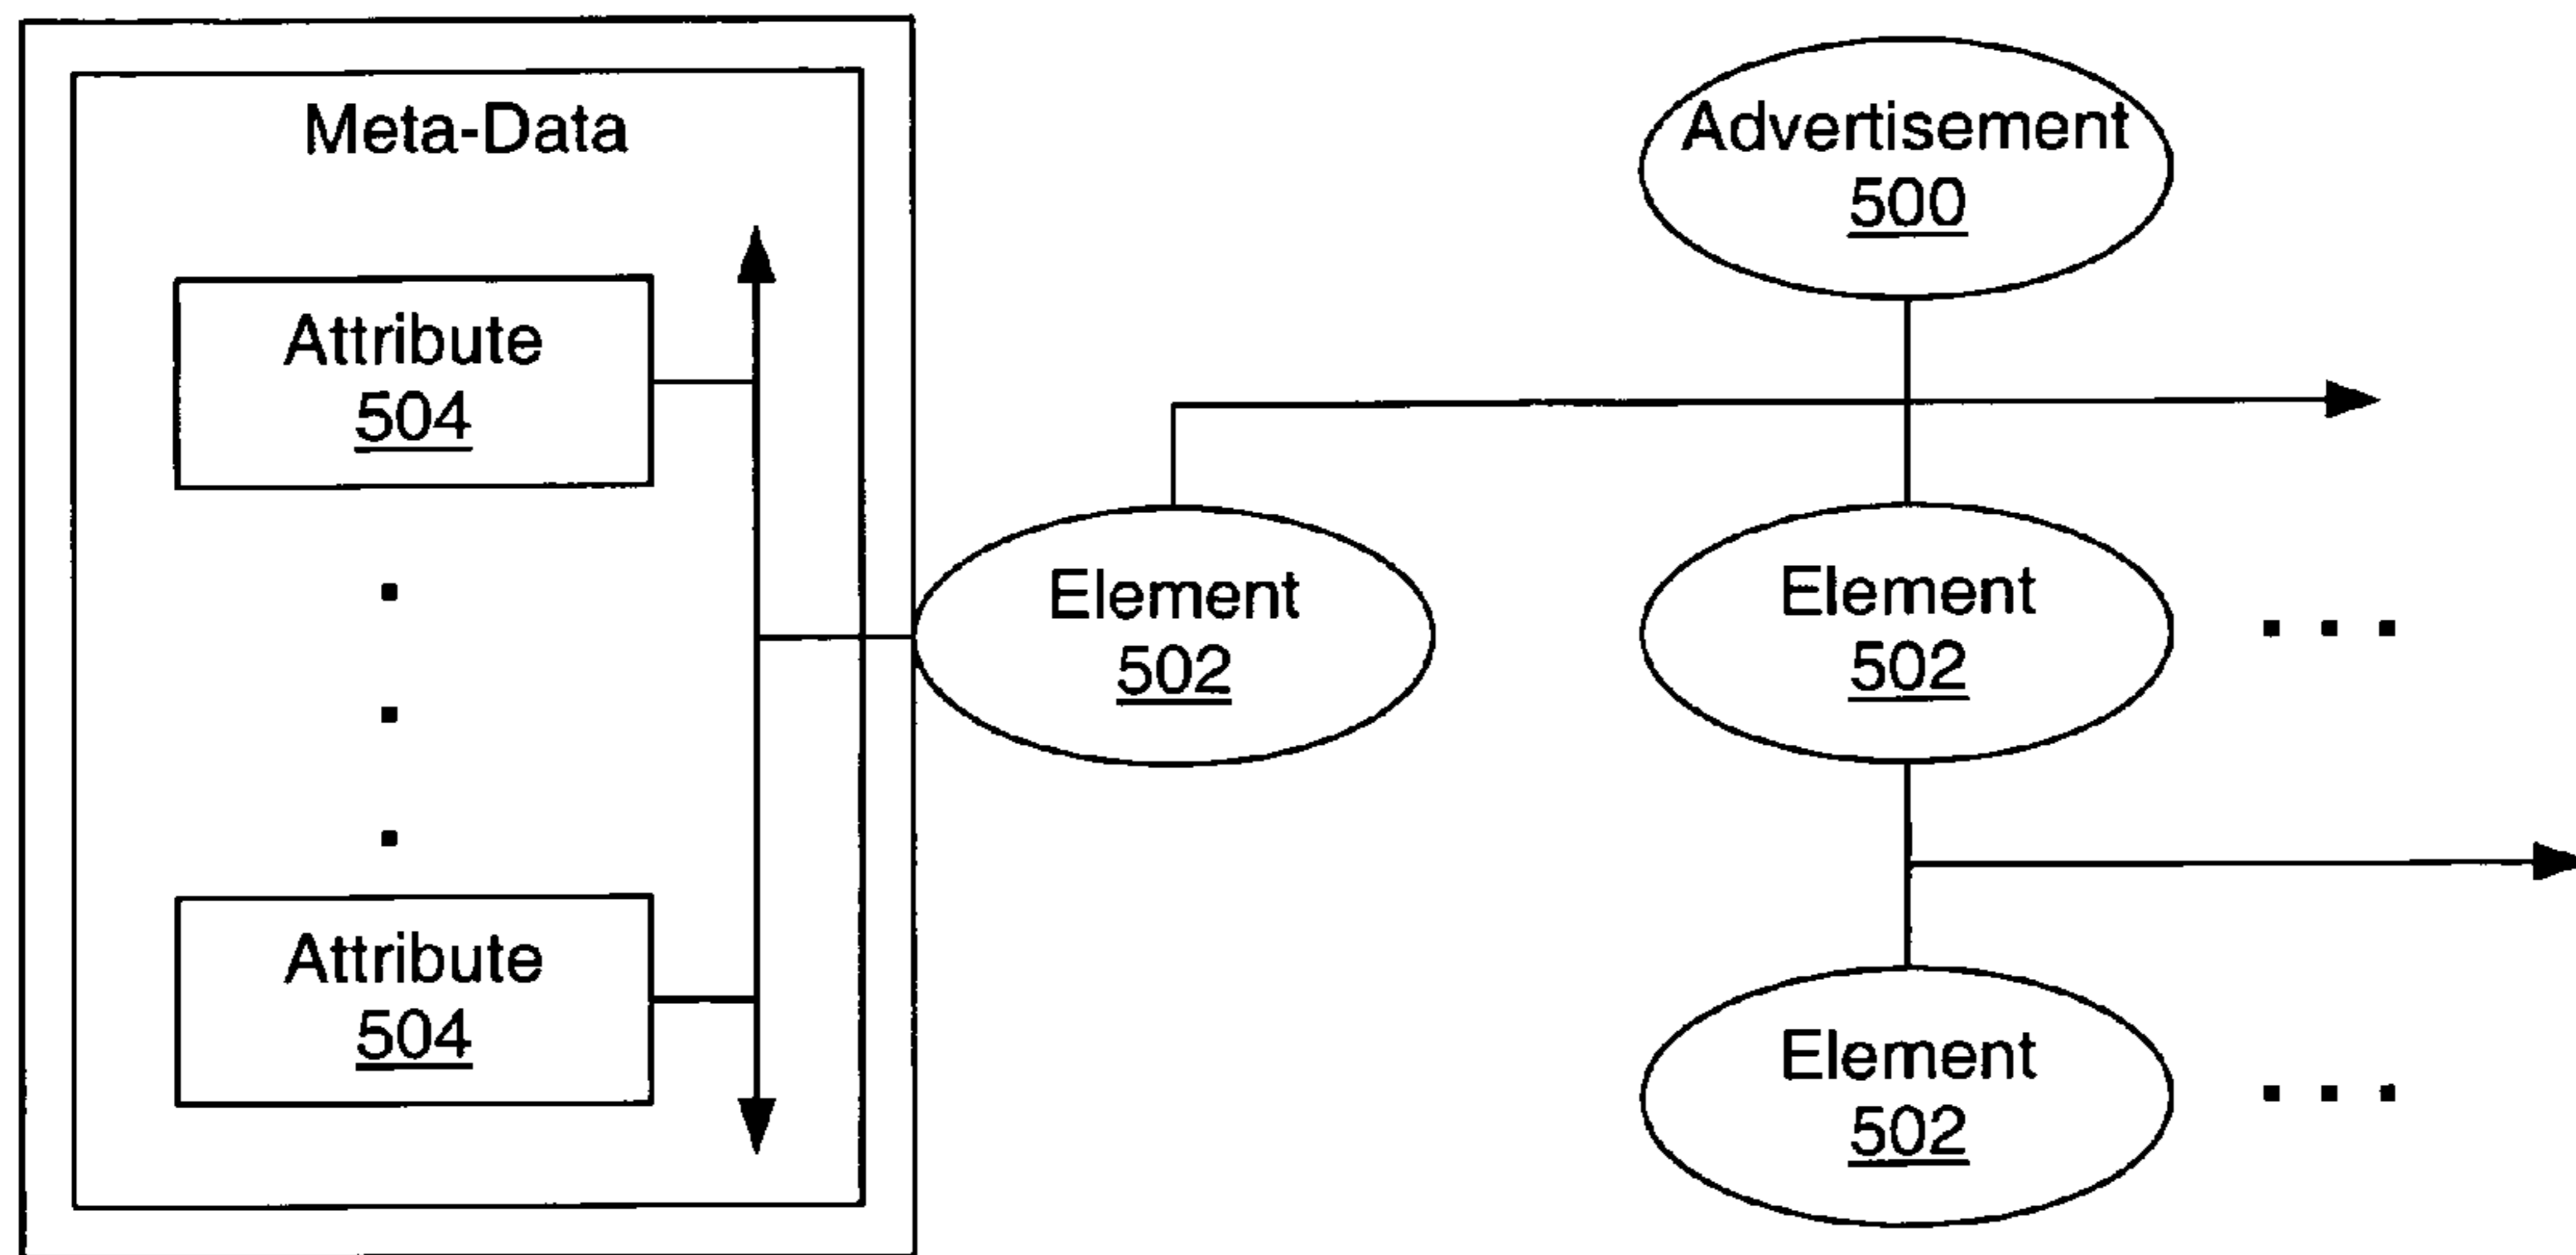 Meta-Data
Attribute
504
Attribute
504
Advertisement
500
Element
502
Element
502
Element
502